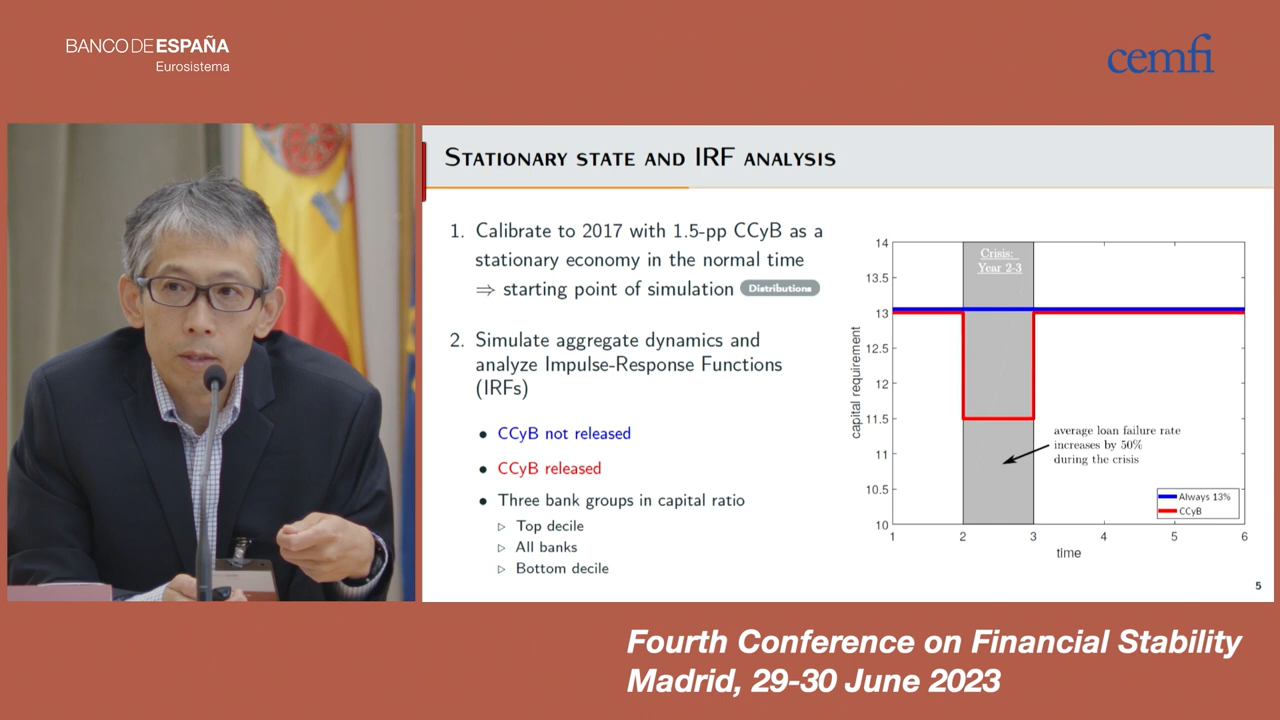 BANCO DE ESPAÑA
Eurosistema
cemfi
STATIONARY STATE AND IRF ANALYSIS
1. Calibrate to 2017 with 1.5-pp CCyB as a
stationary economy in the normal time
⇒ starting point of simulation Distributions
2. Simulate aggregate dynamics and
analyze Impulse-Response Functions
(IRFs)
• CCyB not released
• CCyB released
• Three bank groups in capital ratio
▷ Top decile
▷ All banks
▷ Bottom decile
capital requirement
14
13.5
13
12.5
12
11.5
11
10.5
10
Crisis:
Year 2-3
average loan failure rate
increases by 50%
during the crisis
Always 13%
CCyB
1 2 3 4 5 6
time
5
Fourth Conference on Financial Stability
Madrid, 29-30 June 2023